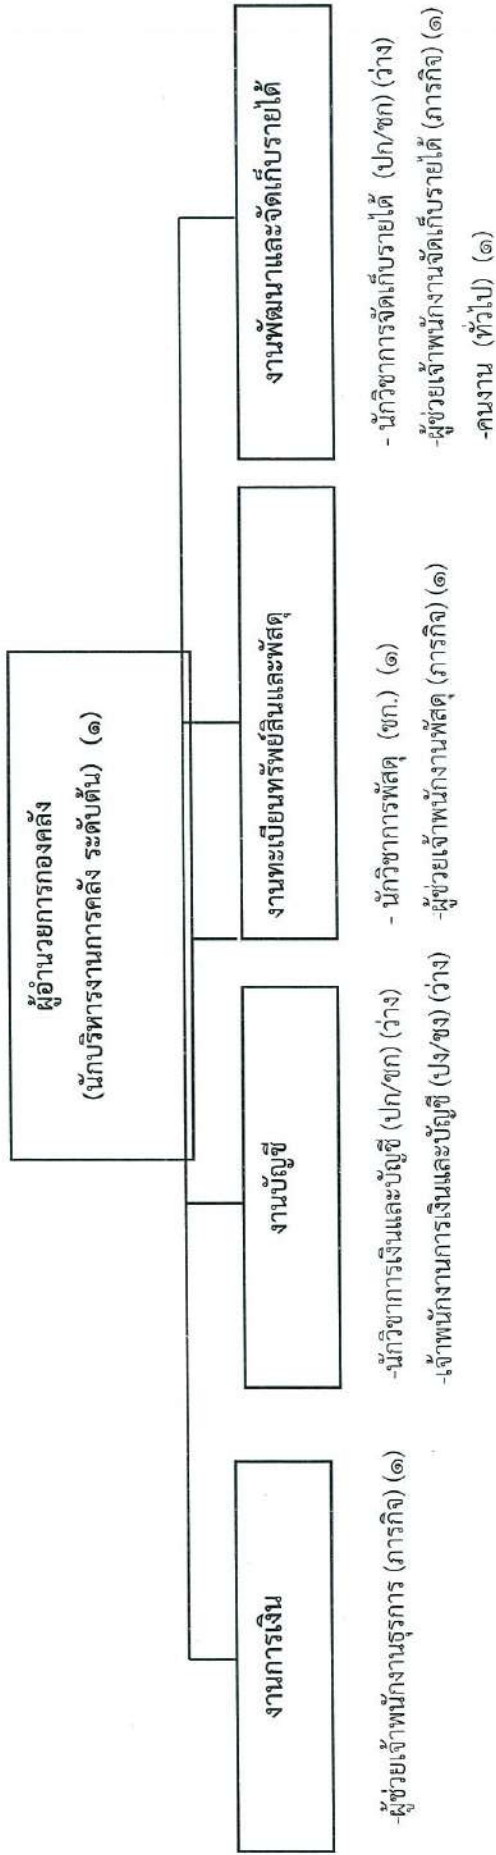 ผู้อำนวยการกองคลัง
(นักบริหารงานการคลัง ระดับต้น) (๑)
งานการเงิน
-ผู้ช่วยเจ้าพนักงานธุรการ (ภารกิจ) (๑)
งานบัญชี
-นักวิชาการเงินและบัญชี (ปก/ชก) (ว่าง)
-เจ้าพนักงานการเงินและบัญชี (ปง/ชง) (ว่าง)
งานทะเบียนทรัพย์สินและพัสดุ
- นักวิชาการพัสดุ (ชก.) (๑)
-ผู้ช่วยเจ้าพนักงานพัสดุ (ภารกิจ) (๑)
งานพัฒนาและจัดเก็บรายได้
- นักวิชาการจัดเก็บรายได้ (ปก/ชก) (ว่าง)
-ผู้ช่วยเจ้าพนักงานจัดเก็บรายได้ (ภารกิจ) (๑)
-คนงาน (ทั่วไป) (๑)